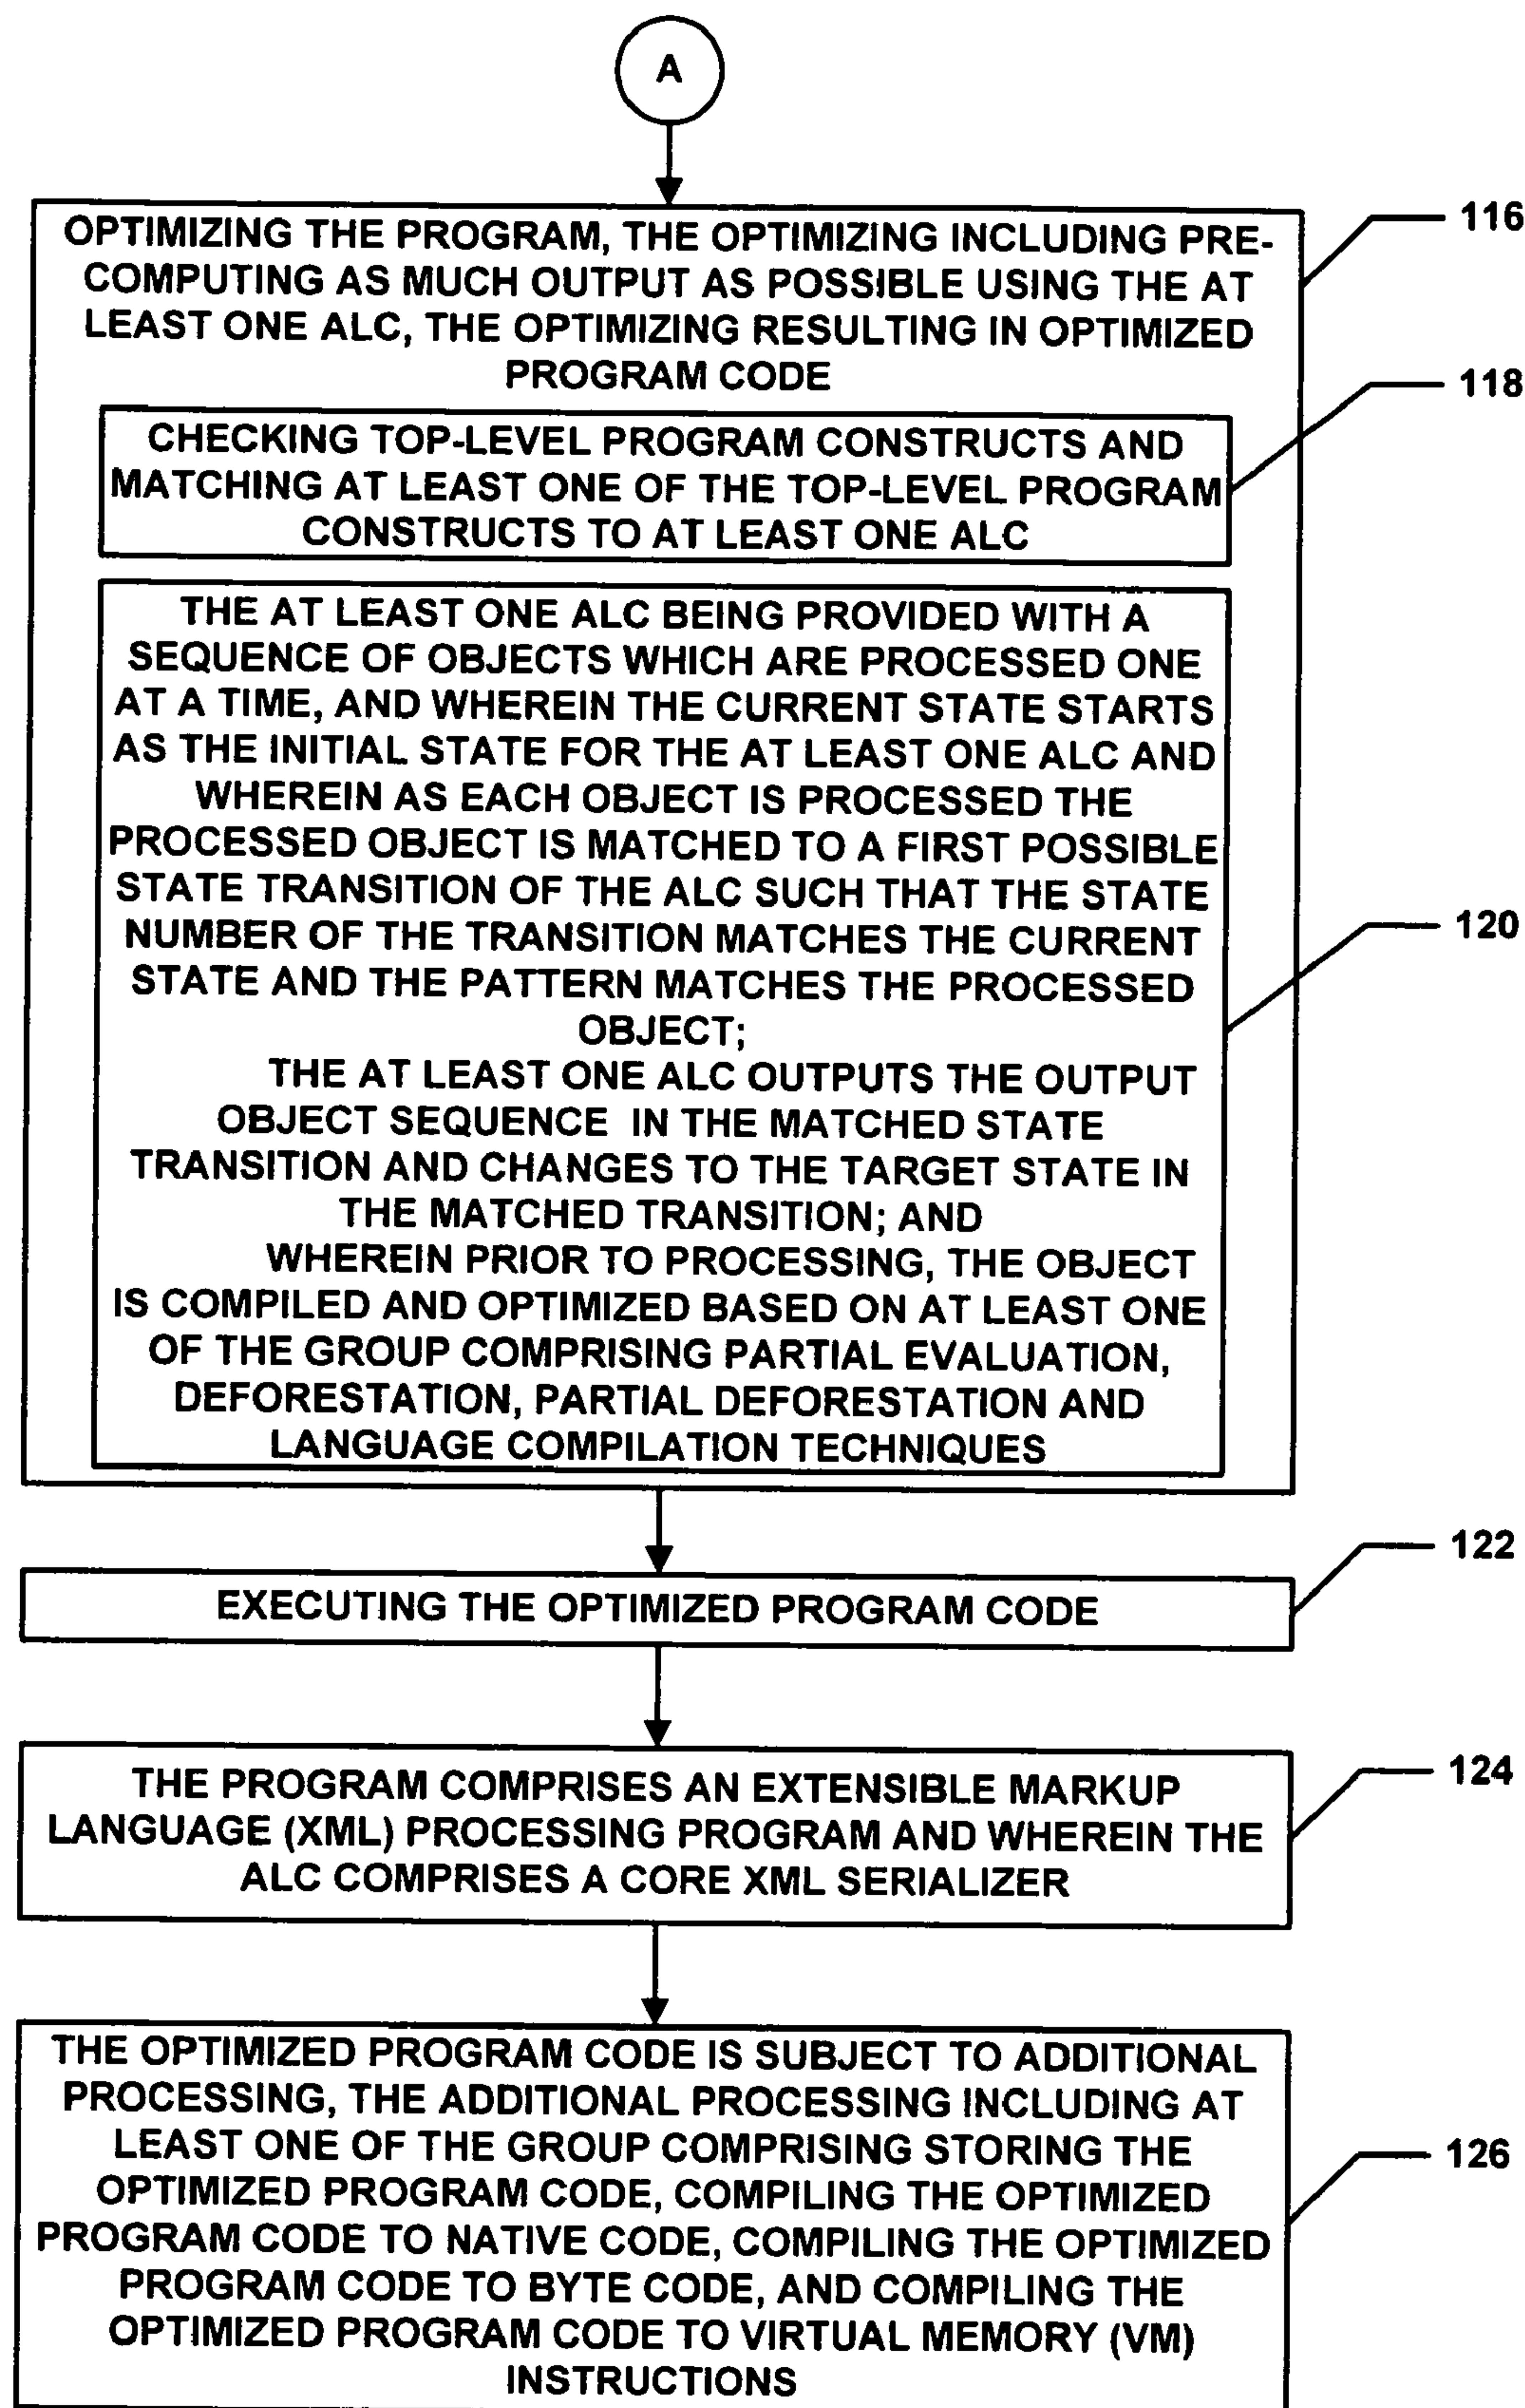 A
OPTIMIZING THE PROGRAM, THE OPTIMIZING INCLUDING PRE-
COMPUTING AS MUCH OUTPUT AS POSSIBLE USING THE AT
LEAST ONE ALC, THE OPTIMIZING RESULTING IN OPTIMIZED
PROGRAM CODE
116
CHECKING TOP-LEVEL PROGRAM CONSTRUCTS AND
MATCHING AT LEAST ONE OF THE TOP-LEVEL PROGRAM
CONSTRUCTS TO AT LEAST ONE ALC
118
THE AT LEAST ONE ALC BEING PROVIDED WITH A
SEQUENCE OF OBJECTS WHICH ARE PROCESSED ONE
AT A TIME, AND WHEREIN THE CURRENT STATE STARTS
AS THE INITIAL STATE FOR THE AT LEAST ONE ALC AND
WHEREIN AS EACH OBJECT IS PROCESSED THE
PROCESSED OBJECT IS MATCHED TO A FIRST POSSIBLE
STATE TRANSITION OF THE ALC SUCH THAT THE STATE
NUMBER OF THE TRANSITION MATCHES THE CURRENT
STATE AND THE PATTERN MATCHES THE PROCESSED
OBJECT;
THE AT LEAST ONE ALC OUTPUTS THE OUTPUT
OBJECT SEQUENCE IN THE MATCHED STATE
TRANSITION AND CHANGES TO THE TARGET STATE IN
THE MATCHED TRANSITION; AND
WHEREIN PRIOR TO PROCESSING, THE OBJECT
IS COMPILED AND OPTIMIZED BASED ON AT LEAST ONE
OF THE GROUP COMPRISING PARTIAL EVALUATION,
DEFORESTATION, PARTIAL DEFORESTATION AND
LANGUAGE COMPILATION TECHNIQUES
120
EXECUTING THE OPTIMIZED PROGRAM CODE
122
THE PROGRAM COMPRISES AN EXTENSIBLE MARKUP
LANGUAGE (XML) PROCESSING PROGRAM AND WHEREIN THE
ALC COMPRISES A CORE XML SERIALIZER
124
THE OPTIMIZED PROGRAM CODE IS SUBJECT TO ADDITIONAL
PROCESSING, THE ADDITIONAL PROCESSING INCLUDING AT
LEAST ONE OF THE GROUP COMPRISING STORING THE
OPTIMIZED PROGRAM CODE, COMPILING THE OPTIMIZED
PROGRAM CODE TO NATIVE CODE, COMPILING THE OPTIMIZED
PROGRAM CODE TO BYTE CODE, AND COMPILING THE
OPTIMIZED PROGRAM CODE TO VIRTUAL MEMORY (VM)
INSTRUCTIONS
126